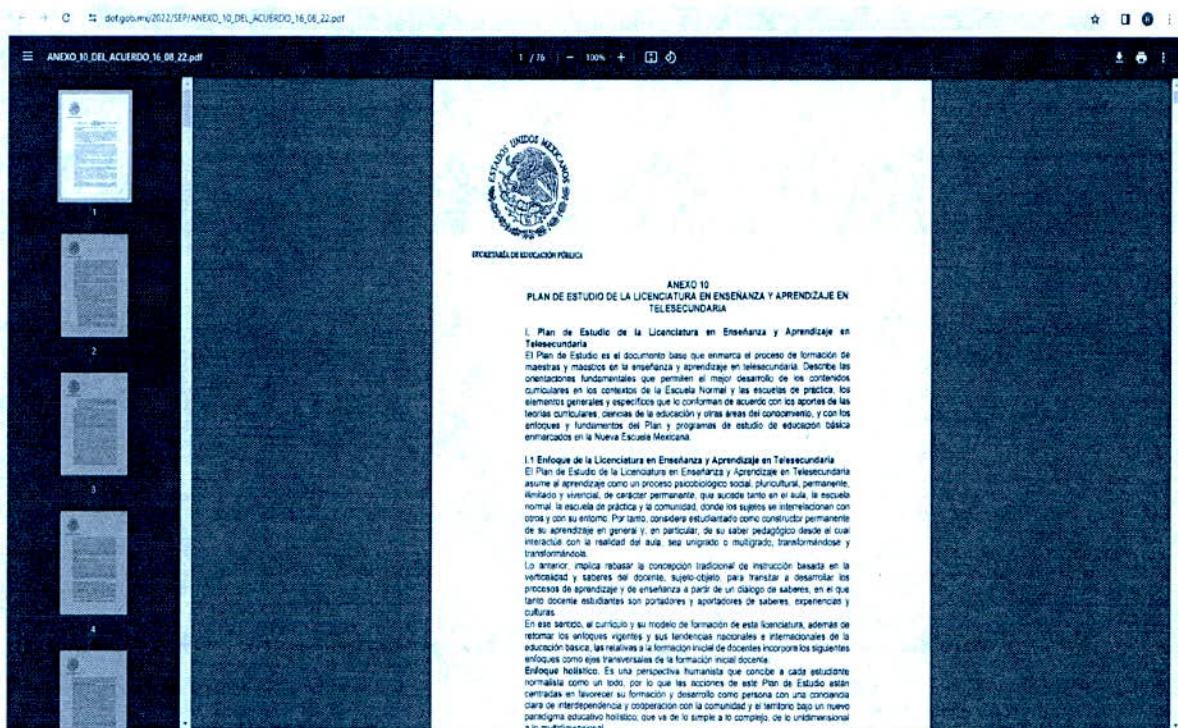 dof.gob.mx/2022/SEP/ANEXO_10_DEL_ACUERDO_16_08_22.pdf
ANEXO_10_DEL_ACUERDO_16_08_22.pdf
1 / 76
100%
1
2
3
4
ESTADOS UNIDOS MEXICANOS
SECRETARÍA DE EDUCACIÓN PÚBLICA
ANEXO 10
PLAN DE ESTUDIO DE LA LICENCIATURA EN ENSEÑANZA Y APRENDIZAJE EN
TELESECUNDARIA
I. Plan de Estudio de la Licenciatura en Enseñanza y Aprendizaje en
Telesecundaria
El Plan de Estudio es el documento base que enmarca el proceso de formación de
maestras y maestros en la enseñanza y aprendizaje en telesecundaria. Describe las
orientaciones fundamentales que permiten el mejor desarrollo de los contenidos
curriculares en los contextos de la Escuela Normal y las escuelas de práctica, los
elementos generales y específicos que lo conforman de acuerdo con los aportes de las
teorías curriculares, ciencias de la educación y otras áreas del conocimiento, y con los
enfoques y fundamentos del Plan y programas de estudio de educación básica
enmarcados en la Nueva Escuela Mexicana.
I.1 Enfoque de la Licenciatura en Enseñanza y Aprendizaje en Telesecundaria
El Plan de Estudio de la Licenciatura en Enseñanza y Aprendizaje en Telesecundaria
asume al aprendizaje como un proceso psicobiológico social, pluricultural, permanente,
ilimitado y vivencial, de carácter permanente, que sucede tanto en el aula, la escuela
normal, la escuela de práctica y la comunidad, donde los sujetos se interrelacionan con
otros y con su entorno. Por tanto, considera estudiantado como constructor permanente
de su aprendizaje en general y, en particular, de su saber pedagógico desde el cual
interactúa con la realidad del aula, sea unigrado o multigrado, transformándose y
transformándola.
Lo anterior, implica rebasar la concepción tradicional de instrucción basada en la
verticalidad y saberes del docente, sujeto-objeto, para transitar a desarrollar los
procesos de aprendizaje y de enseñanza a partir de un diálogo de saberes, en el que
tanto docente estudiantes son portadores y aportadores de saberes, experiencias y
culturas.
En ese sentido, el currículo y su modelo de formación de esta licenciatura, además de
retomar los enfoques vigentes y sus tendencias nacionales e internacionales de la
educación básica, las relativas a la formación inicial de docentes incorpora los siguientes
enfoques como ejes transversales de la formación inicial docente.
Enfoque holístico. Es una perspectiva humanista que concibe a cada estudiante
normalista como un todo, por lo que las acciones de este Plan de Estudio están
centradas en favorecer su formación y desarrollo como persona con una conciencia
clara de interdependencia y cooperación con la comunidad y el territorio bajo un nuevo
paradigma educativo holístico, que va de lo simple a lo complejo, de lo unidimensional
a lo multidimensional